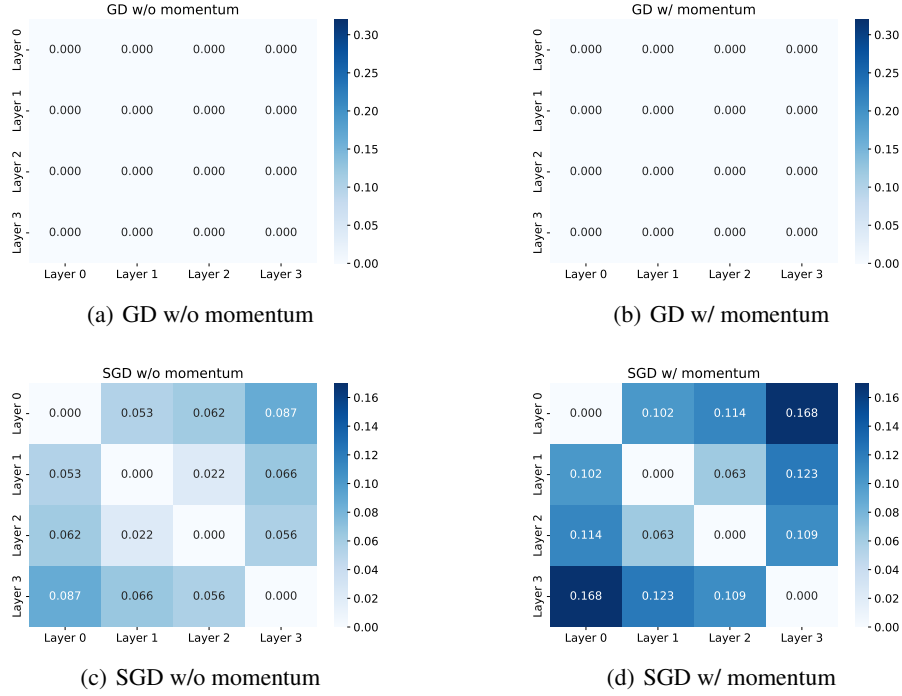 GD w/o momentum
Layer 0 0.000 0.000 0.000 0.000
Layer 1 0.000 0.000 0.000 0.000
Layer 2 0.000 0.000 0.000 0.000
Layer 3 0.000 0.000 0.000 0.000
Layer 0 Layer 1 Layer 2 Layer 3
0.30
0.25
0.20
0.15
0.10
0.05
0.00
(a) GD w/o momentum
GD w/ momentum
Layer 0 0.000 0.000 0.000 0.000
Layer 1 0.000 0.000 0.000 0.000
Layer 2 0.000 0.000 0.000 0.000
Layer 3 0.000 0.000 0.000 0.000
Layer 0 Layer 1 Layer 2 Layer 3
0.30
0.25
0.20
0.15
0.10
0.05
0.00
(b) GD w/ momentum
SGD w/o momentum
Layer 0 0.000 0.053 0.062 0.087
Layer 1 0.053 0.000 0.022 0.066
Layer 2 0.062 0.022 0.000 0.056
Layer 3 0.087 0.066 0.056 0.000
Layer 0 Layer 1 Layer 2 Layer 3
0.16
0.14
0.12
0.10
0.08
0.06
0.04
0.02
0.00
(c) SGD w/o momentum
SGD w/ momentum
Layer 0 0.000 0.102 0.114 0.168
Layer 1 0.102 0.000 0.063 0.123
Layer 2 0.114 0.063 0.000 0.109
Layer 3 0.168 0.123 0.109 0.000
Layer 0 Layer 1 Layer 2 Layer 3
0.16
0.14
0.12
0.10
0.08
0.06
0.04
0.02
0.00
(d) SGD w/ momentum